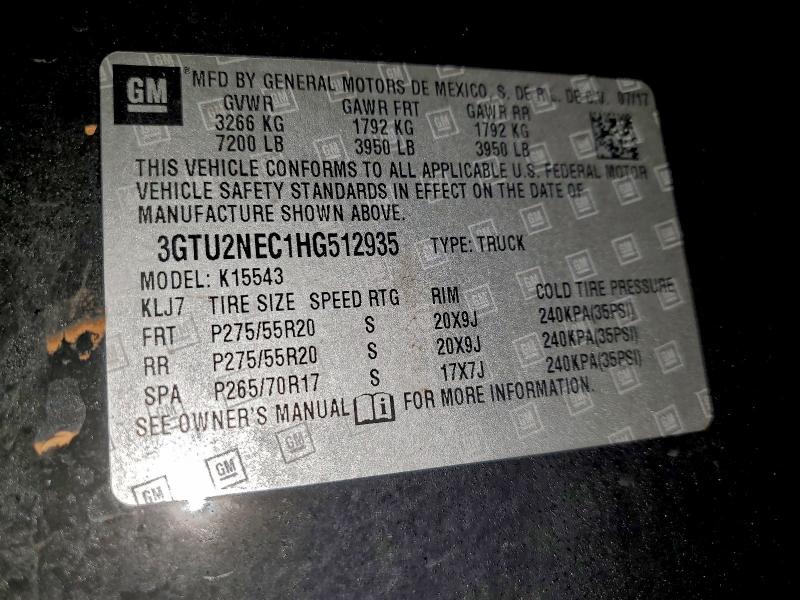 GM ® MFD BY GENERAL MOTORS DE MEXICO, S. DE R.L. DE C.V. 07/17
GVWR GAWR FRT GAWR RR
3266 KG 1792 KG 1792 KG
7200 LB 3950 LB 3950 LB
THIS VEHICLE CONFORMS TO ALL APPLICABLE U.S. FEDERAL MOTOR
VEHICLE SAFETY STANDARDS IN EFFECT ON THE DATE OF
MANUFACTURE SHOWN ABOVE.
3GTU2NEC1HG512935 TYPE: TRUCK
MODEL: K15543
KLJ7 TIRE SIZE SPEED RTG RIM COLD TIRE PRESSURE
FRT P275/55R20 S 20X9J 240KPA(35PSI)
RR P275/55R20 S 20X9J 240KPA(35PSI)
SPA P265/70R17 S 17X7J 240KPA(35PSI)
SEE OWNER'S MANUAL i FOR MORE INFORMATION.
GM
GM